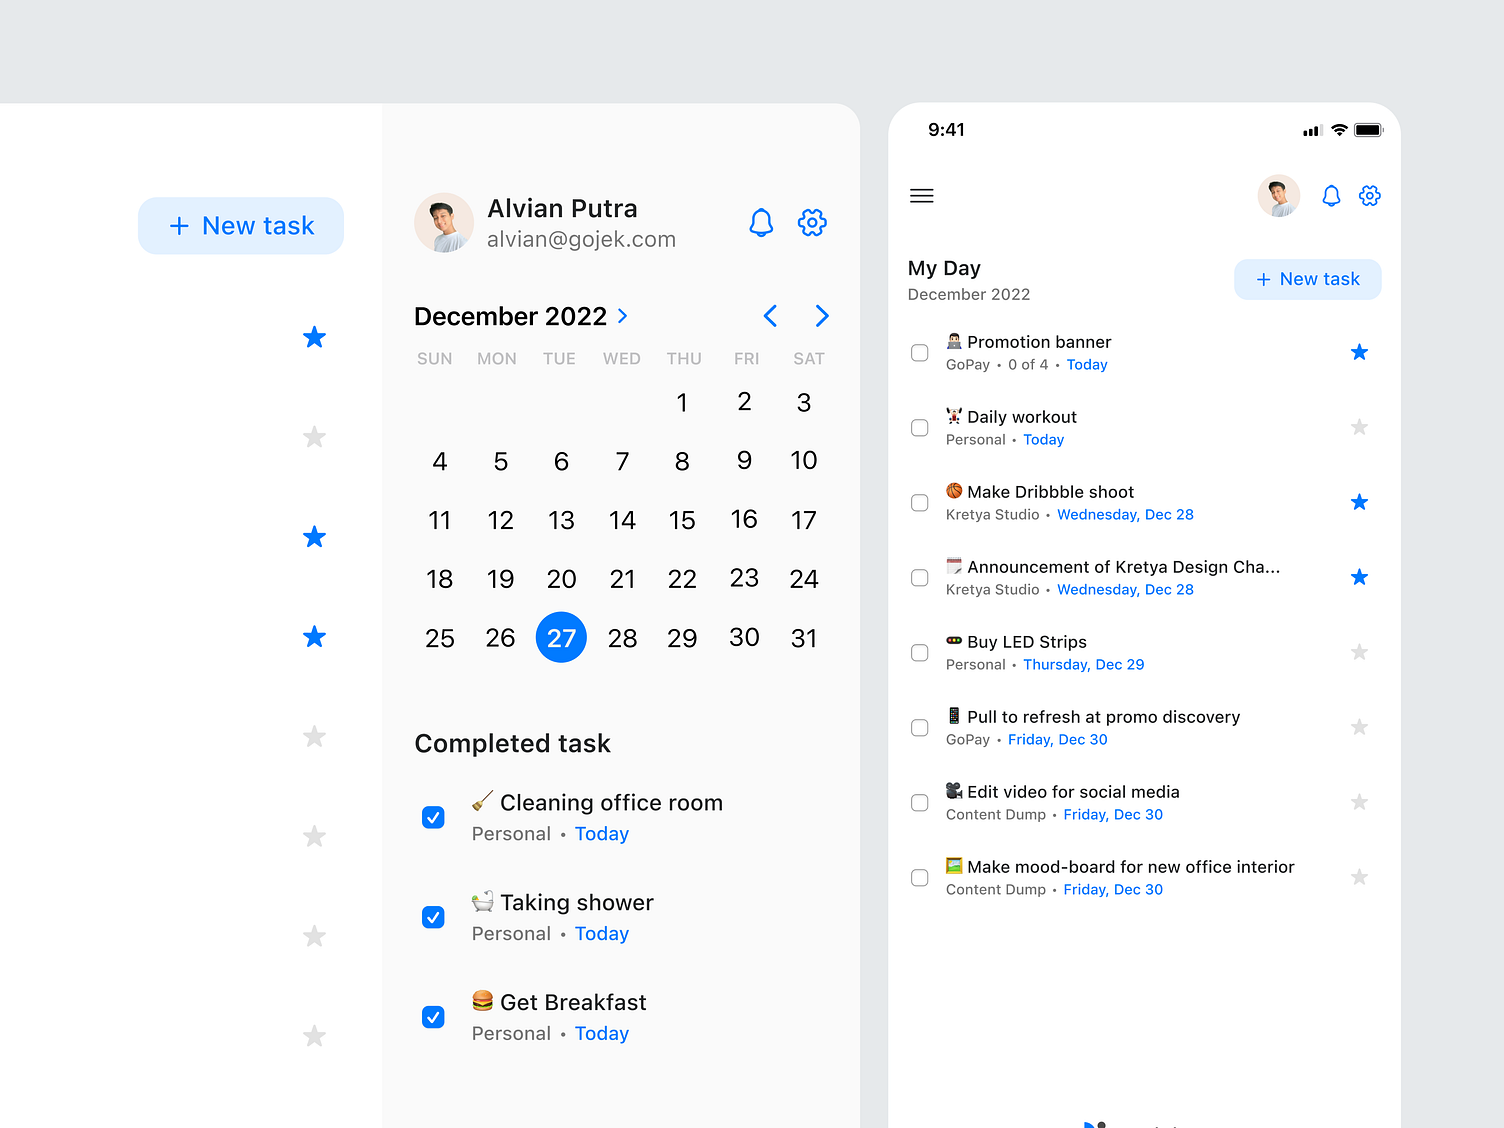 + New task
Alvian Putra
alvian@gojek.com
December 2022
SUN MON TUE WED THU FRI SAT
1 2 3
4 5 6 7 8 9 10
11 12 13 14 15 16 17
18 19 20 21 22 23 24
25 26 27 28 29 30 31
Completed task
Cleaning office room
Personal • Today
Taking shower
Personal • Today
Get Breakfast
Personal • Today
9:41
My Day
December 2022
+ New task
Promotion banner
GoPay • 0 of 4 • Today
Daily workout
Personal • Today
Make Dribbble shoot
Kretya Studio • Wednesday, Dec 28
Announcement of Kretya Design Cha...
Kretya Studio • Wednesday, Dec 28
Buy LED Strips
Personal • Thursday, Dec 29
Pull to refresh at promo discovery
GoPay • Friday, Dec 30
Edit video for social media
Content Dump • Friday, Dec 30
Make mood-board for new office interior
Content Dump • Friday, Dec 30